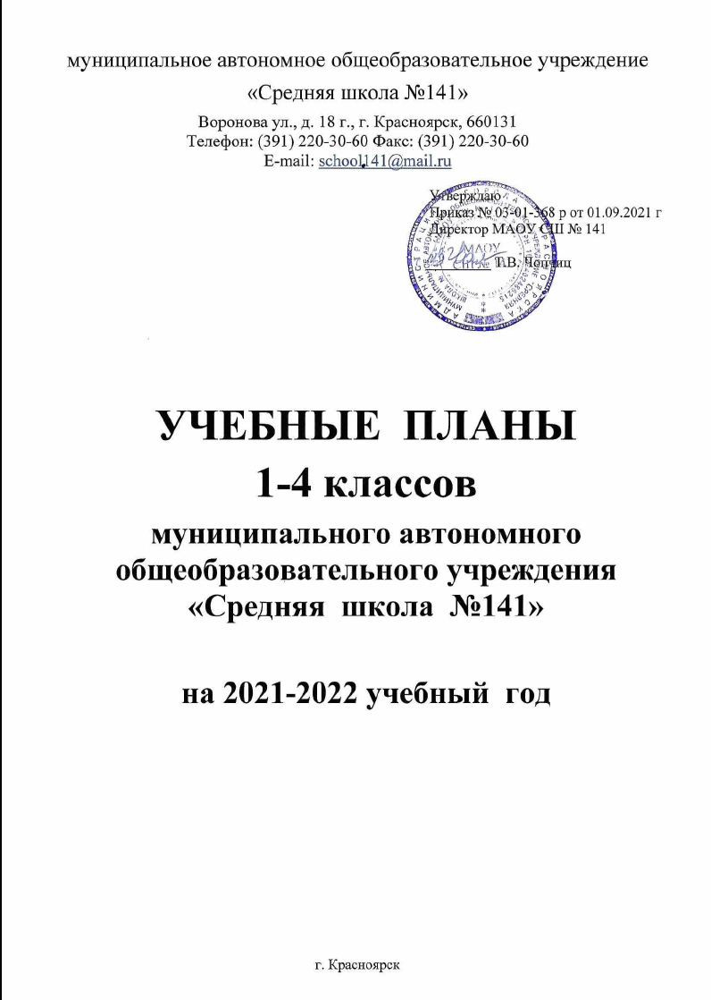 муниципальное автономное общеобразовательное учреждение
«Средняя школа №141»
Воронова ул., д. 18 г., г. Красноярск, 660131
Телефон: (391) 220-30-60 Факс: (391) 220-30-60
E-mail: school141@mail.ru
Утверждаю
Приказ № 03-01-368 р от 01.09.2021 г
Директор МАОУ СШ № 141
МАОУ
Т.В.
УЧЕБНЫЕ ПЛАНЫ
1-4 классов
муниципального автономного
общеобразовательного учреждения
«Средняя школа №141»
на 2021-2022 учебный год
г. Красноярск